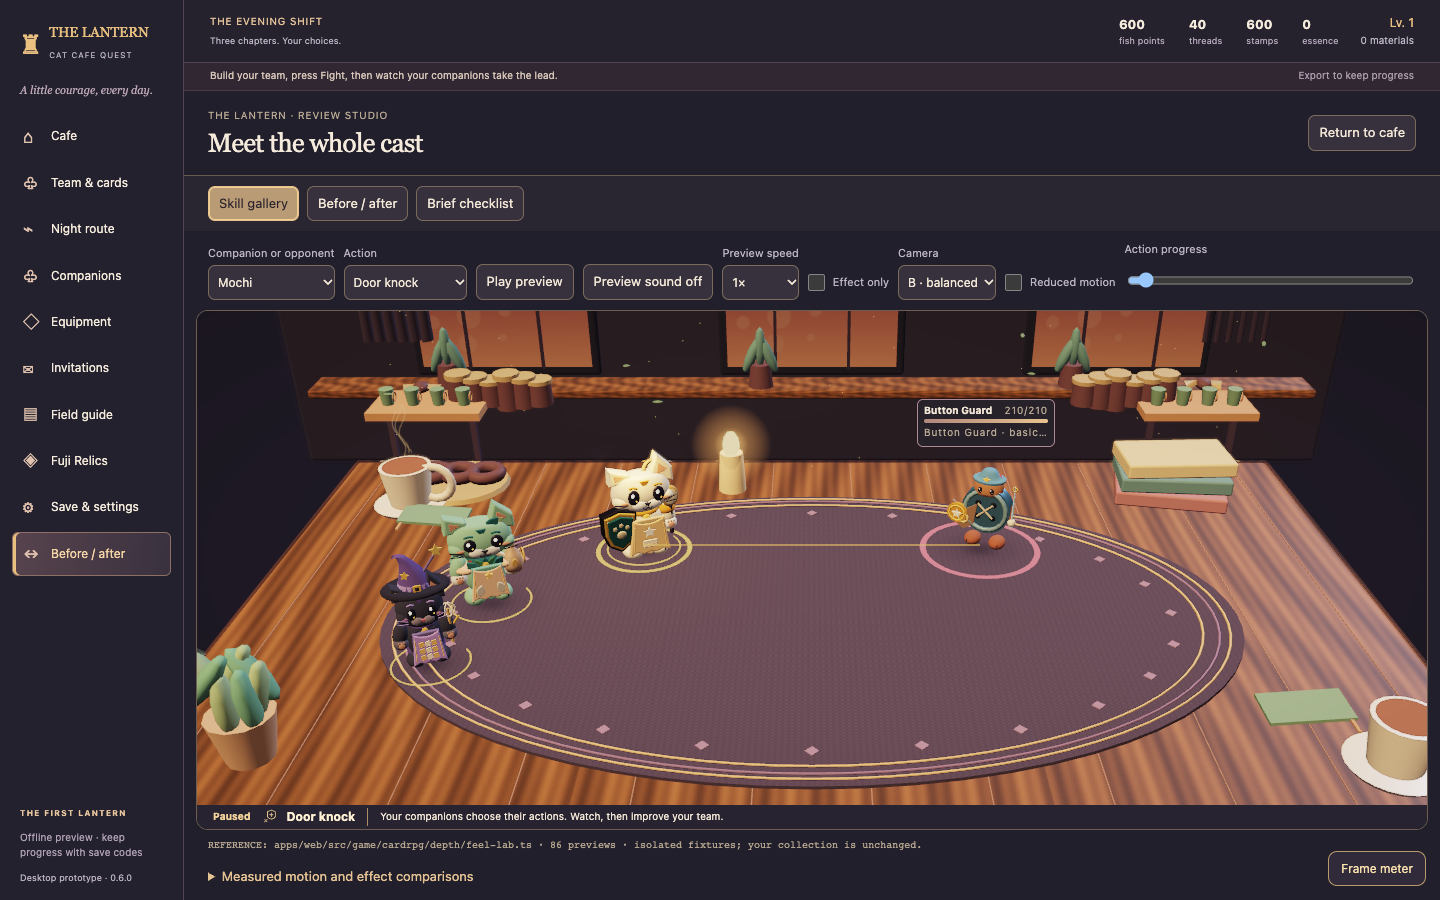 THE LANTERN
CAT CAFE QUEST
A little courage, every day.
Cafe
Team & cards
Night route
Companions
Equipment
Invitations
Field guide
Fuji Relics
Save & settings
Before / after
THE FIRST LANTERN
Offline preview · keep
progress with save codes
Desktop prototype · 0.6.0
THE EVENING SHIFT
Three chapters. Your choices.
600
fish points
40
threads
600
stamps
0
essence
Lv. 1
0 materials
Build your team, press Fight, then watch your companions take the lead.
Export to keep progress
THE LANTERN · REVIEW STUDIO
Meet the whole cast
Return to cafe
Skill gallery
Before / after
Brief checklist
Companion or opponent
Mochi
Action
Door knock
Play preview
Preview sound off
Preview speed
1×
Effect only
Camera
B · balanced
Reduced motion
Action progress
Button Guard 210/210
Button Guard · basic…
Paused
Door knock
Your companions choose their actions. Watch, then improve your team.
REFERENCE: apps/web/src/game/cardrpg/depth/feel-lab.ts · 86 previews · isolated fixtures; your collection is unchanged.
Measured motion and effect comparisons
Frame meter